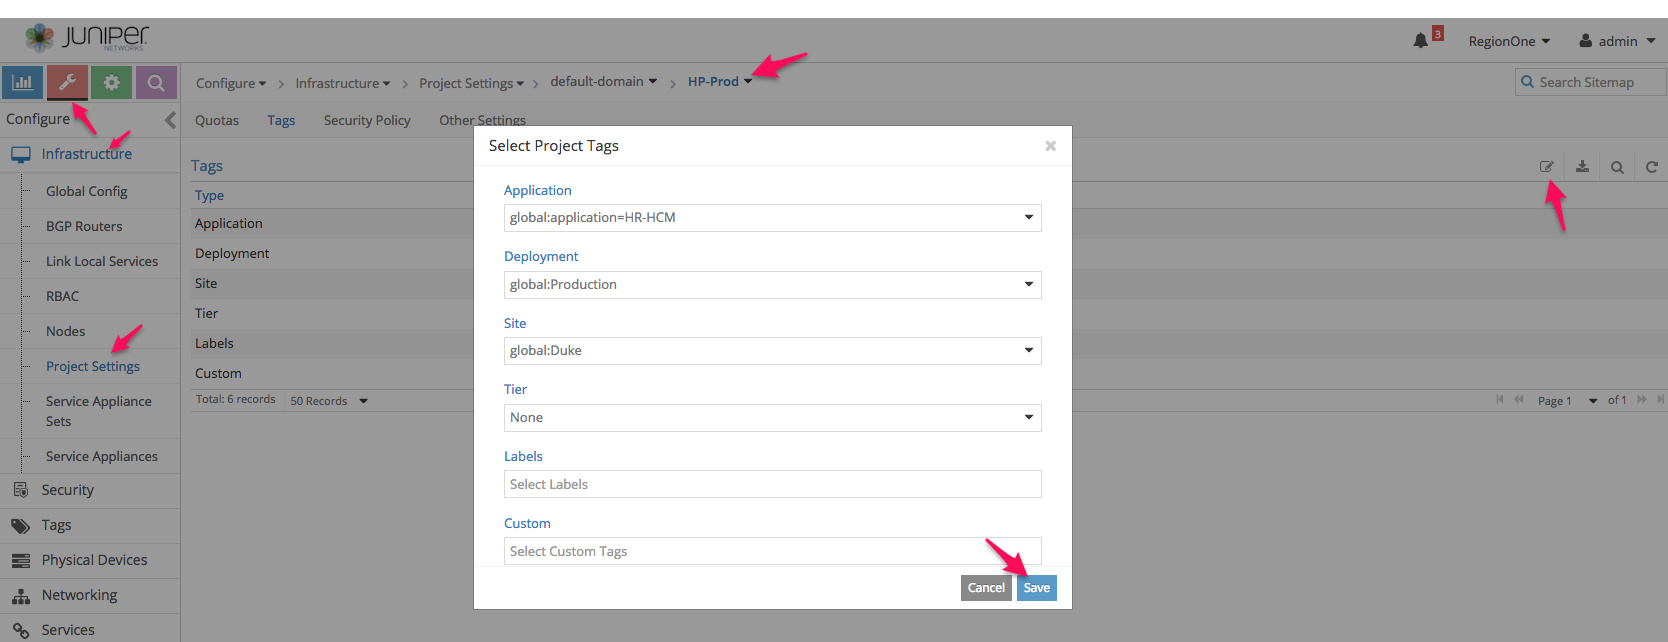 JUNIPER
NETWORKS
3
RegionOne
admin
Configure > Infrastructure > Project Settings > default-domain > HP-Prod
Search Sitemap
Configure
Quotas Tags Security Policy Other Settings
Infrastructure
Global Config
BGP Routers
Link Local Services
RBAC
Nodes
Project Settings
Service Appliance
Sets
Service Appliances
Security
Tags
Physical Devices
Networking
Services
Tags
Type
Application
Deployment
Site
Tier
Labels
Custom
Total: 6 records 50 Records
Page 1 of 1
Select Project Tags
Application
global:application=HR-HCM
Deployment
global:Production
Site
global:Duke
Tier
None
Labels
Select Labels
Custom
Select Custom Tags
Cancel Save